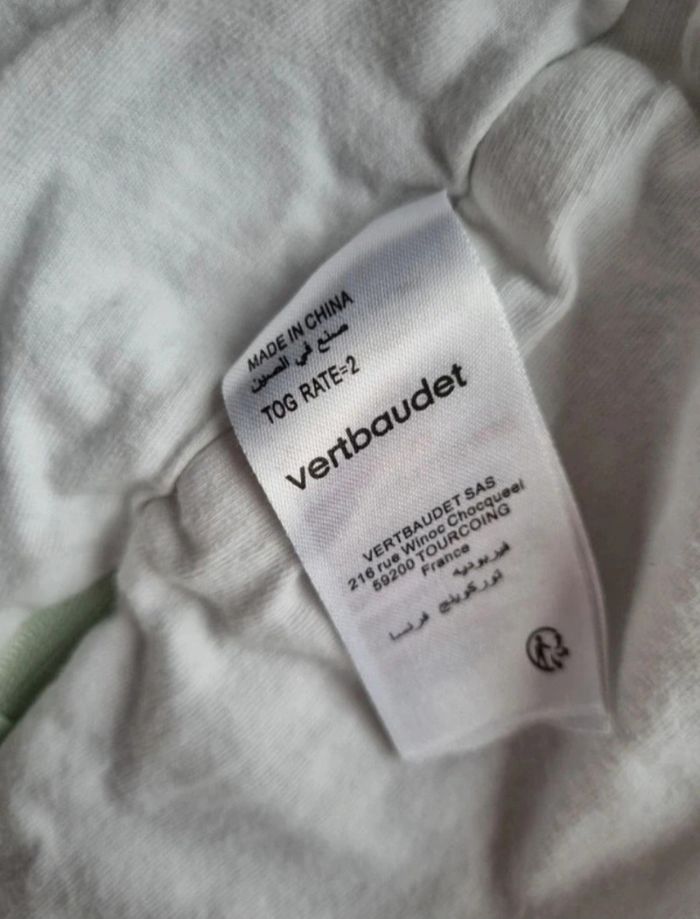 MADE IN CHINA
صنع في الصين
TOG RATE=2
vertbaudet
VERTBAUDET SAS
216 rue Winoc Chocqueel
59200 TOURCOING
France
فيربوديه
توركوينج فرنسا